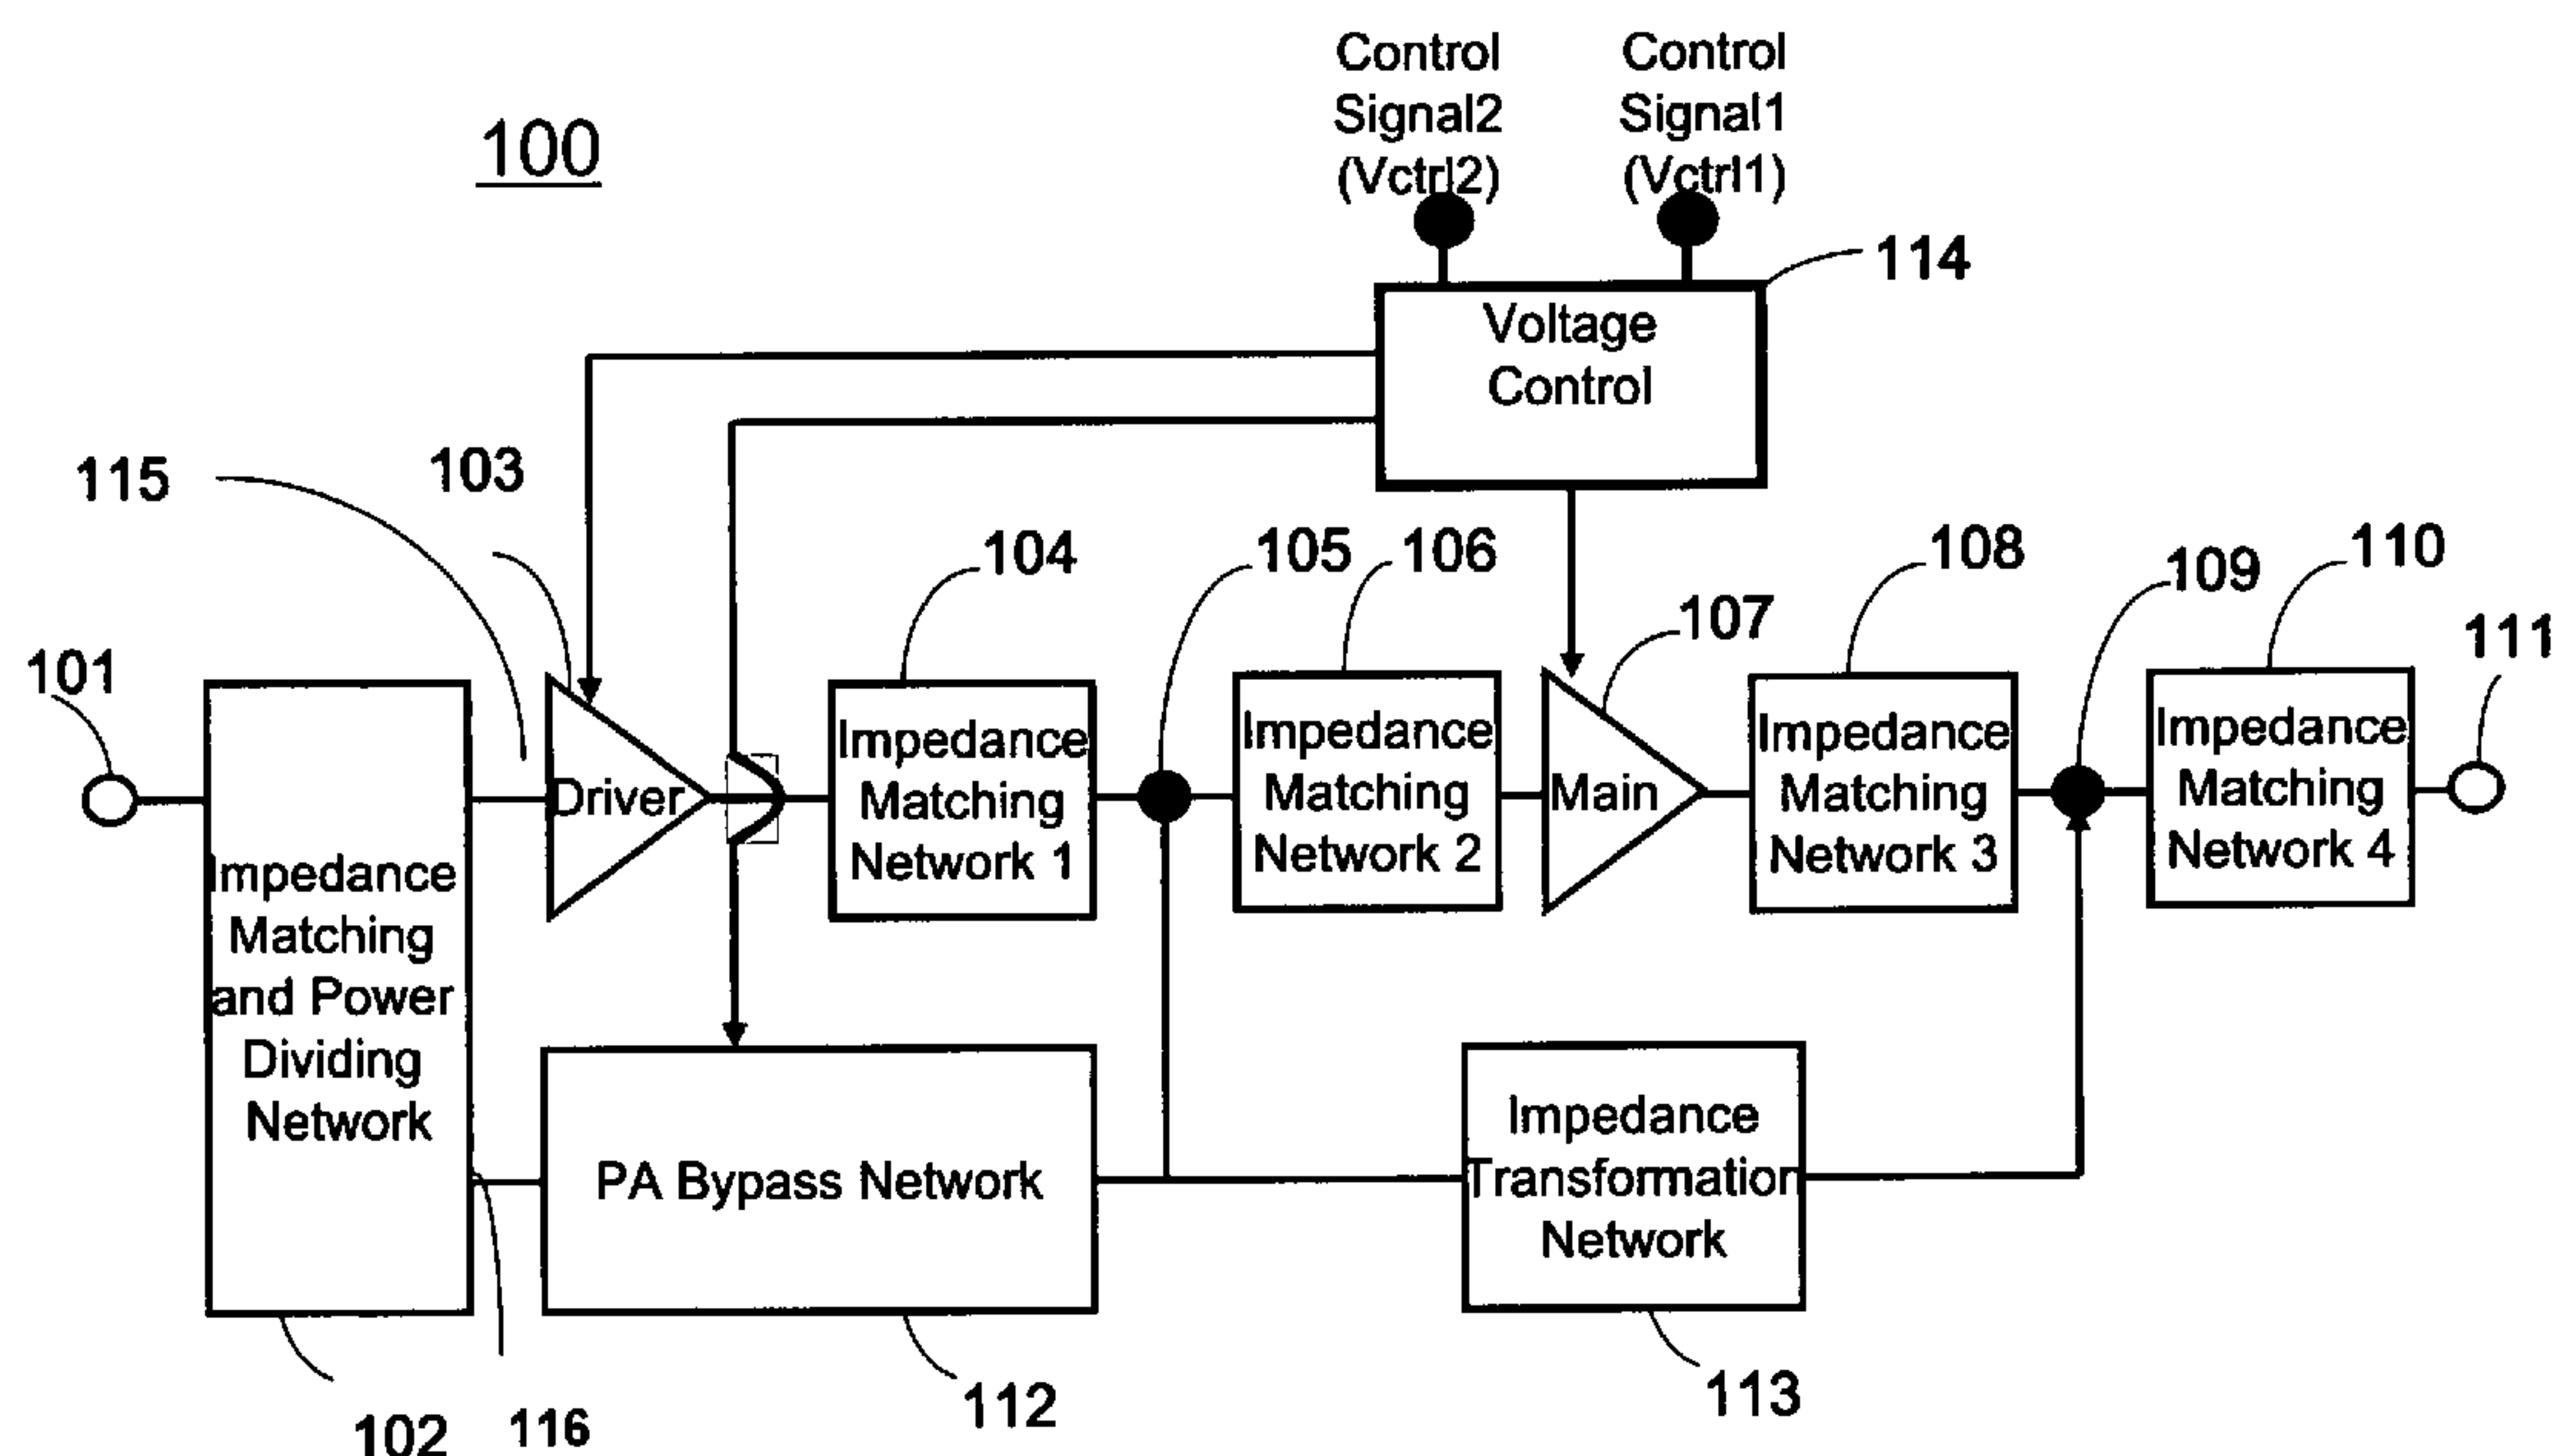 100
Control
Signal2
(Vctrl2)
Control
Signal1
(Vctrl1)
114
Voltage
Control
115
103
104
105
106
107
108
109
110
111
101
Impedance
Matching
and Power
Dividing
Network
Driver
Impedance
Matching
Network 1
Impedance
Matching
Network 2
Main
Impedance
Matching
Network 3
Impedance
Matching
Network 4
PA Bypass Network
Impedance
Transformation
Network
102
116
112
113